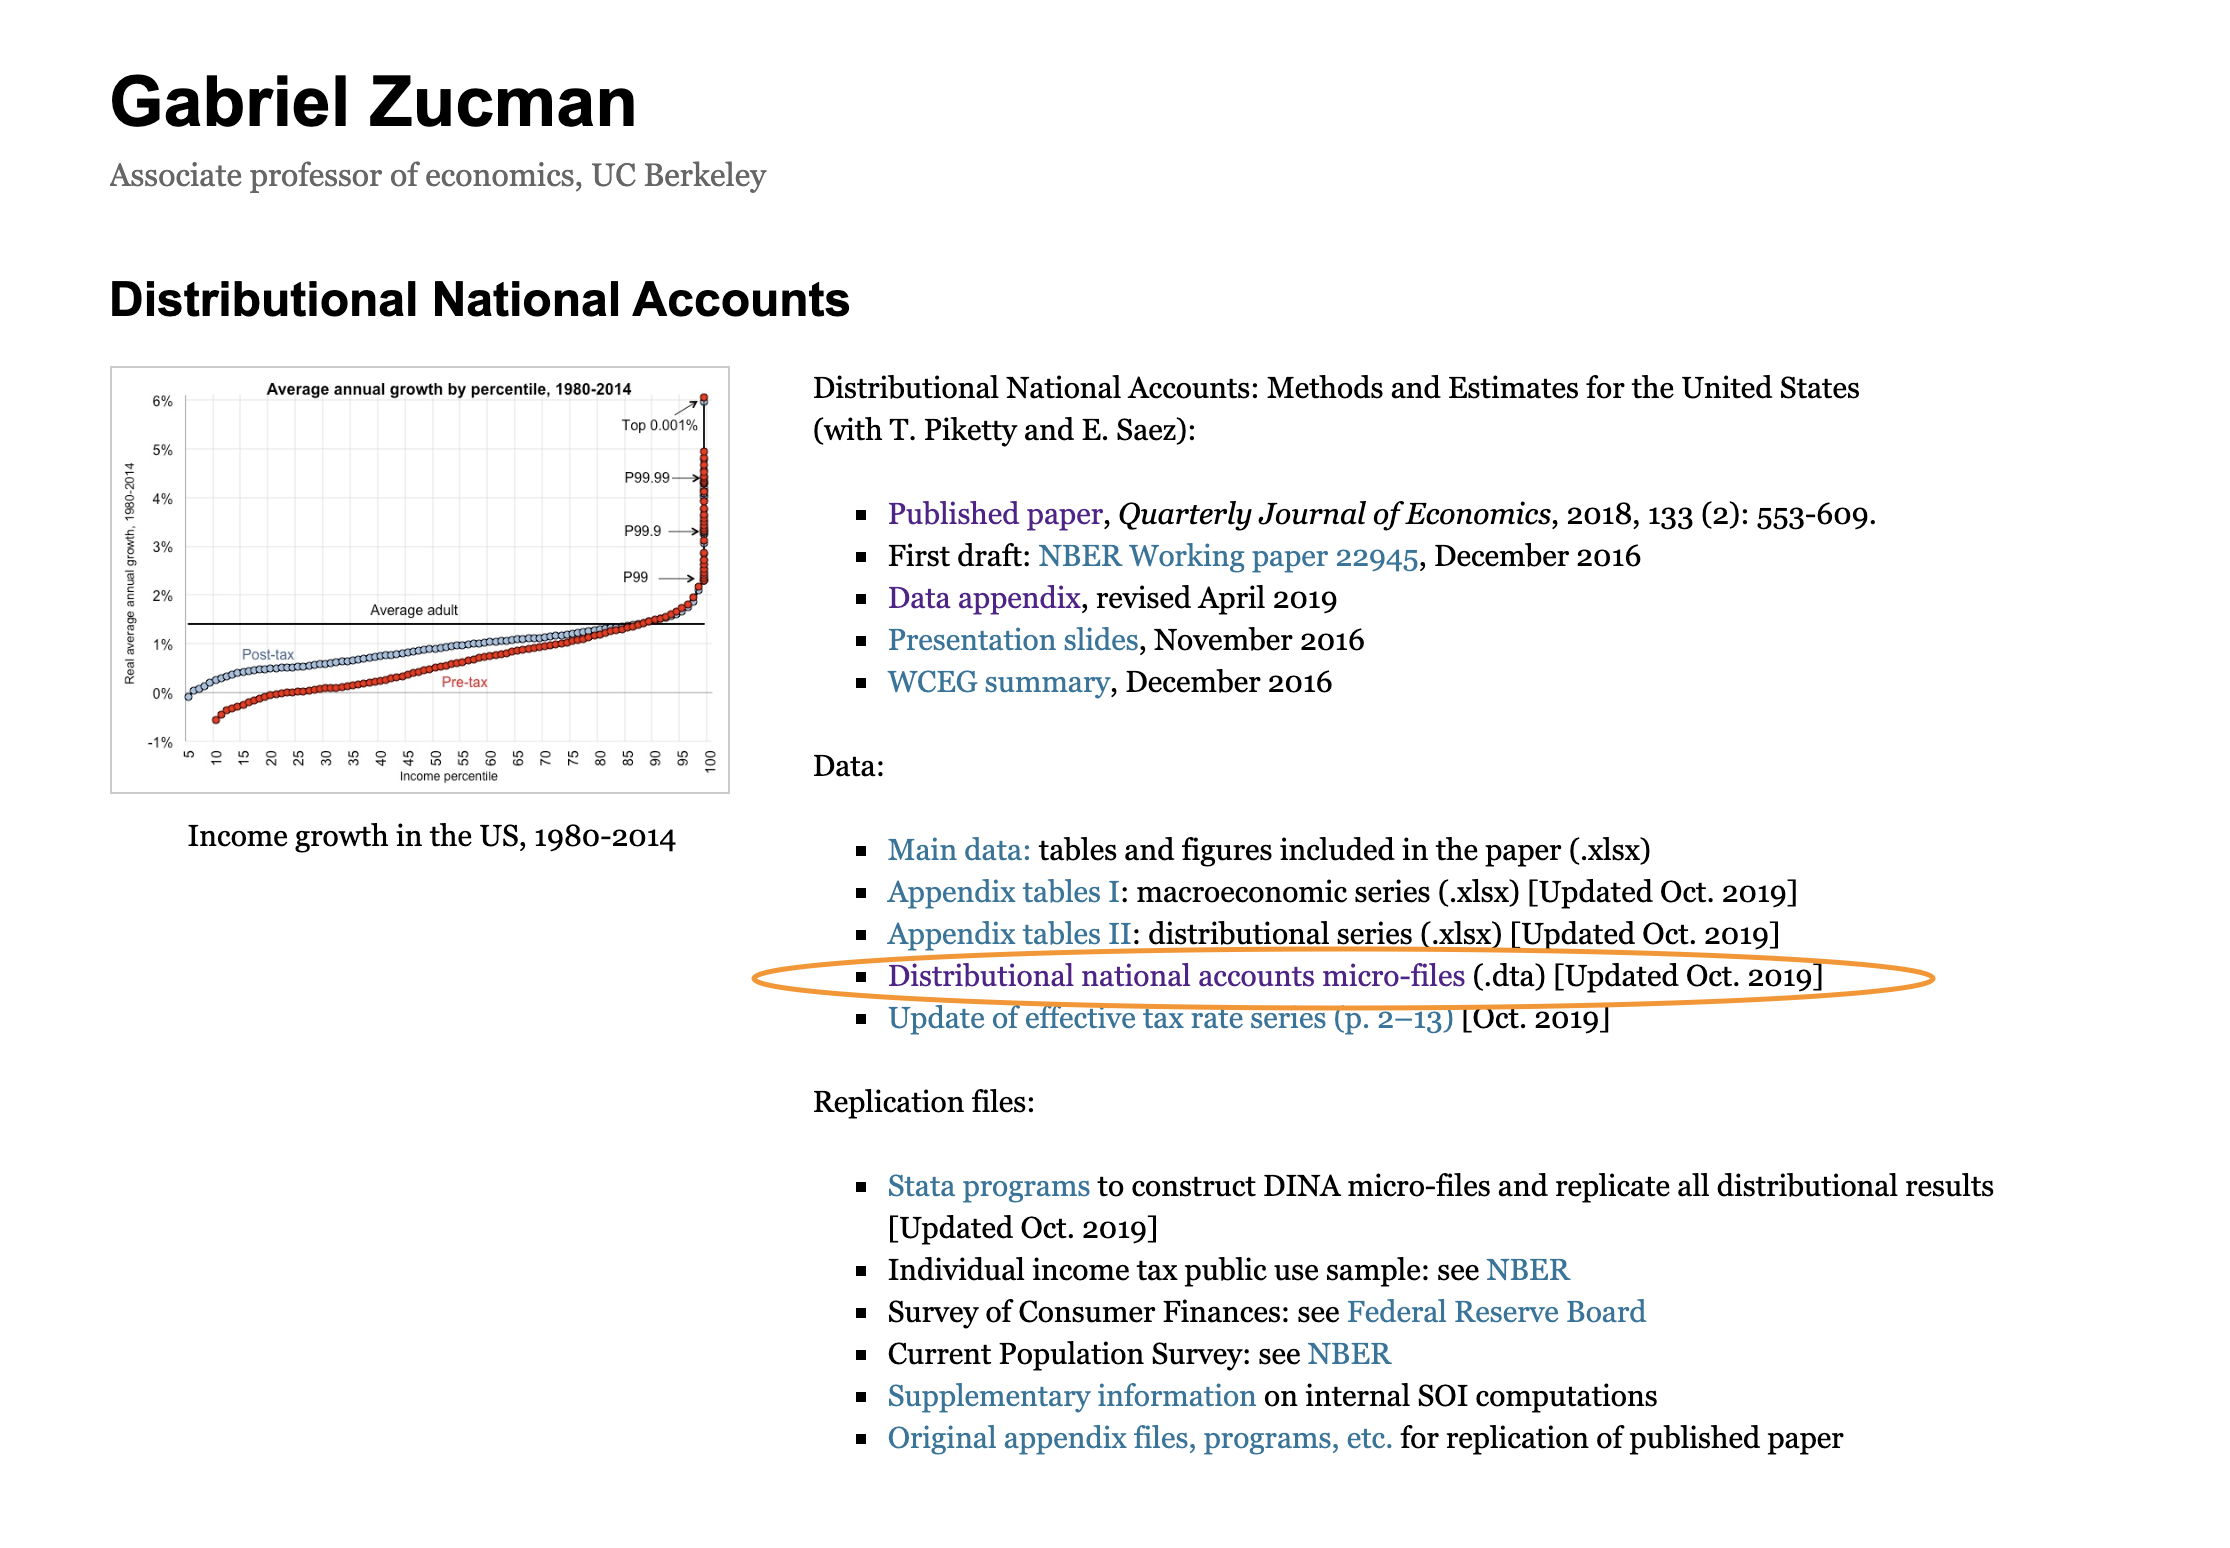 Gabriel Zucman
Associate professor of economics, UC Berkeley
Distributional National Accounts
Average annual growth by percentile, 1980-2014
Real average annual growth, 1980-2014
6%
5%
4%
3%
2%
1%
0%
-1%
Top 0.001%
P99.99
P99.9
P99
Average adult
Post-tax
Pre-tax
5 10 15 20 25 30 35 40 45 50 55 60 65 70 75 80 85 90 95 100
Income percentile
Income growth in the US, 1980-2014
Distributional National Accounts: Methods and Estimates for the United States
(with T. Piketty and E. Saez):
Published paper, Quarterly Journal of Economics, 2018, 133 (2): 553-609.
First draft: NBER Working paper 22945, December 2016
Data appendix, revised April 2019
Presentation slides, November 2016
WCEG summary, December 2016
Data:
Main data: tables and figures included in the paper (.xlsx)
Appendix tables I: macroeconomic series (.xlsx) [Updated Oct. 2019]
Appendix tables II: distributional series (.xlsx) [Updated Oct. 2019]
Distributional national accounts micro-files (.dta) [Updated Oct. 2019]
Update of effective tax rate series (p. 2–13) [Oct. 2019]
Replication files:
Stata programs to construct DINA micro-files and replicate all distributional results
[Updated Oct. 2019]
Individual income tax public use sample: see NBER
Survey of Consumer Finances: see Federal Reserve Board
Current Population Survey: see NBER
Supplementary information on internal SOI computations
Original appendix files, programs, etc. for replication of published paper